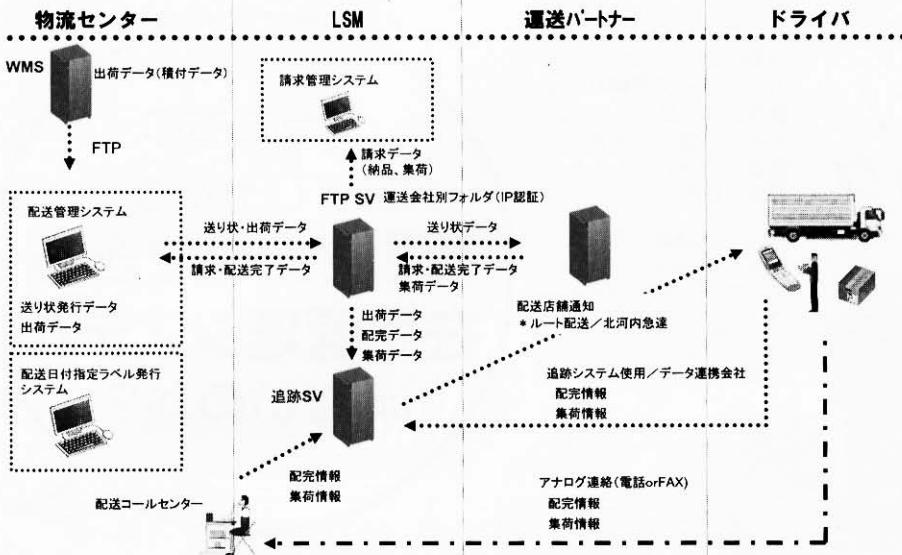 物流センター
LSM
運送パートナー
ドライバ
WMS
出荷データ(積付データ)
FTP
請求管理システム
請求データ
(納品、集荷)
FTP SV 運送会社別フォルダ(IP認証)
配送管理システム
送り状・出荷データ
請求・配送完了データ
送り状データ
請求・配送完了データ
集荷データ
送り状発行データ
出荷データ
出荷データ
配完データ
集荷データ
配送店舗通知
*ルート配送/北河内急達
配送日付指定ラベル発行
システム
追跡SV
追跡システム使用/データ連携会社
配完情報
集荷情報
配完情報
集荷情報
配送コールセンター
アナログ連絡(電話orFAX)
配完情報
集荷情報